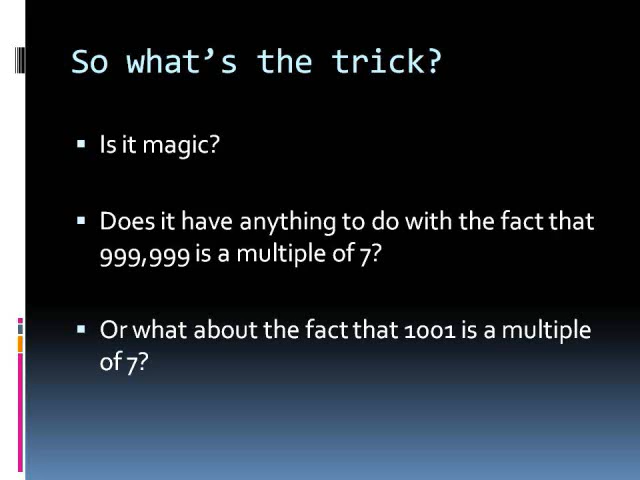 So what’s the trick?
▪ Is it magic?
▪ Does it have anything to do with the fact that
999,999 is a multiple of 7?
▪ Or what about the fact that 1001 is a multiple
of 7?